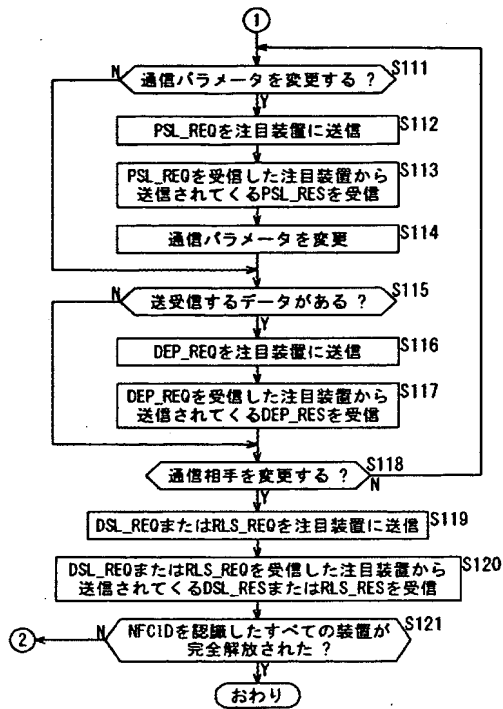 1
N
通信パラメータを変更する ?
S111
Y
PSL_REQを注目装置に送信
S112
PSL_REQを受信した注目装置から
送信されてくるPSL_RESを受信
S113
通信パラメータを変更
S114
N
送受信するデータがある ?
S115
Y
DEP_REQを注目装置に送信
S116
DEP_REQを受信した注目装置から
送信されてくるDEP_RESを受信
S117
通信相手を変更する ?
S118
N
Y
DSL_REQまたはRLS_REQを注目装置に送信
S119
DSL_REQまたはRLS_REQを受信した注目装置から
送信されてくるDSL_RESまたはRLS_RESを受信
S120
2
N
NFCIDを認識したすべての装置が
完全解放された ?
S121
Y
おわり